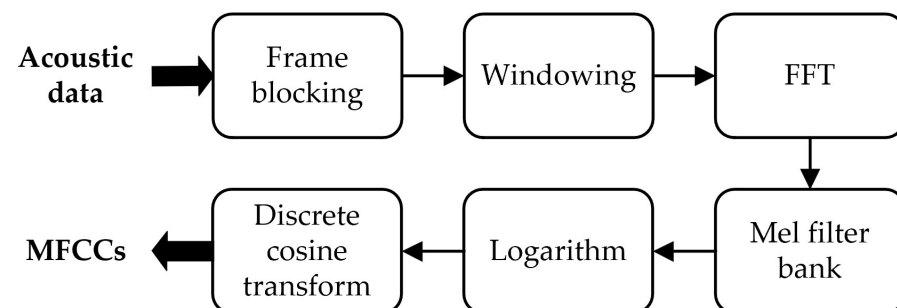 Acoustic
data
Frame
blocking
Windowing
FFT
Mel filter
bank
Logarithm
Discrete
cosine
transform
MFCCs